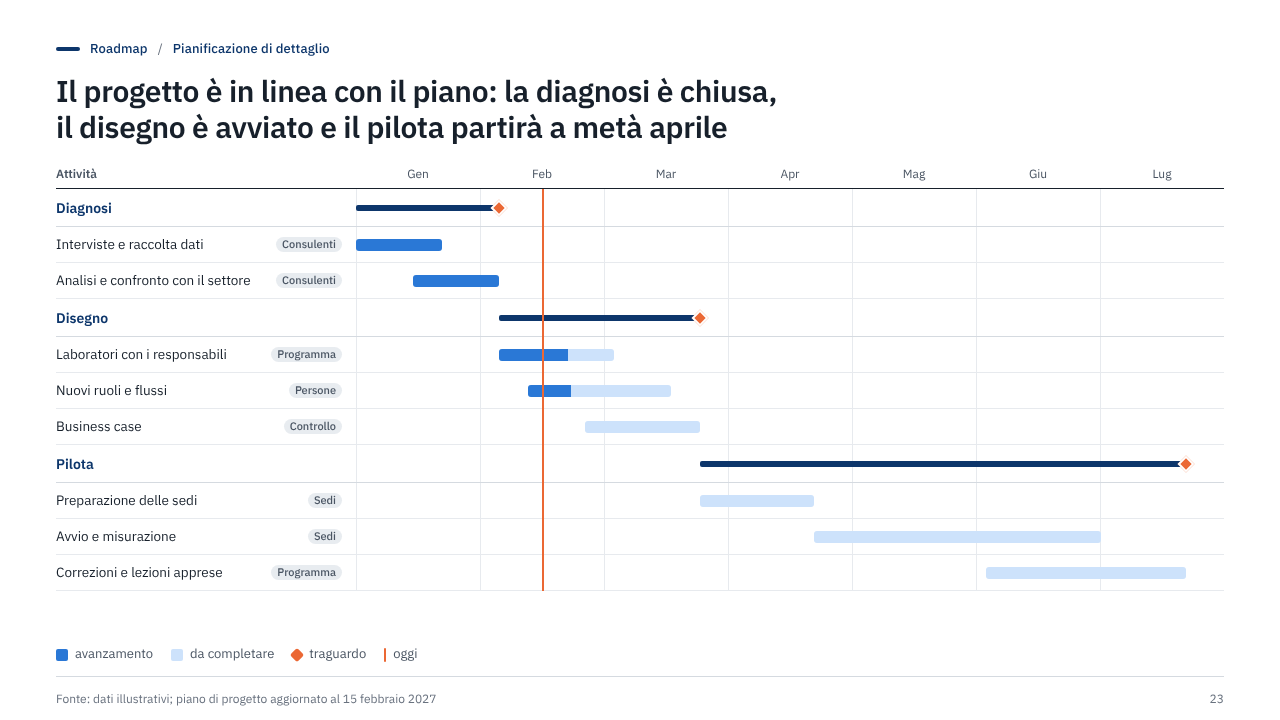 Roadmap / Pianificazione di dettaglio
Il progetto è in linea con il piano: la diagnosi è chiusa,
il disegno è avviato e il pilota partirà a metà aprile
Attività Gen Feb Mar Apr Mag Giu Lug
Diagnosi
Interviste e raccolta dati Consulenti
Analisi e confronto con il settore Consulenti
Disegno
Laboratori con i responsabili Programma
Nuovi ruoli e flussi Persone
Business case Controllo
Pilota
Preparazione delle sedi Sedi
Avvio e misurazione Sedi
Correzioni e lezioni apprese Programma
avanzamento da completare traguardo oggi
Fonte: dati illustrativi; piano di progetto aggiornato al 15 febbraio 2027 23